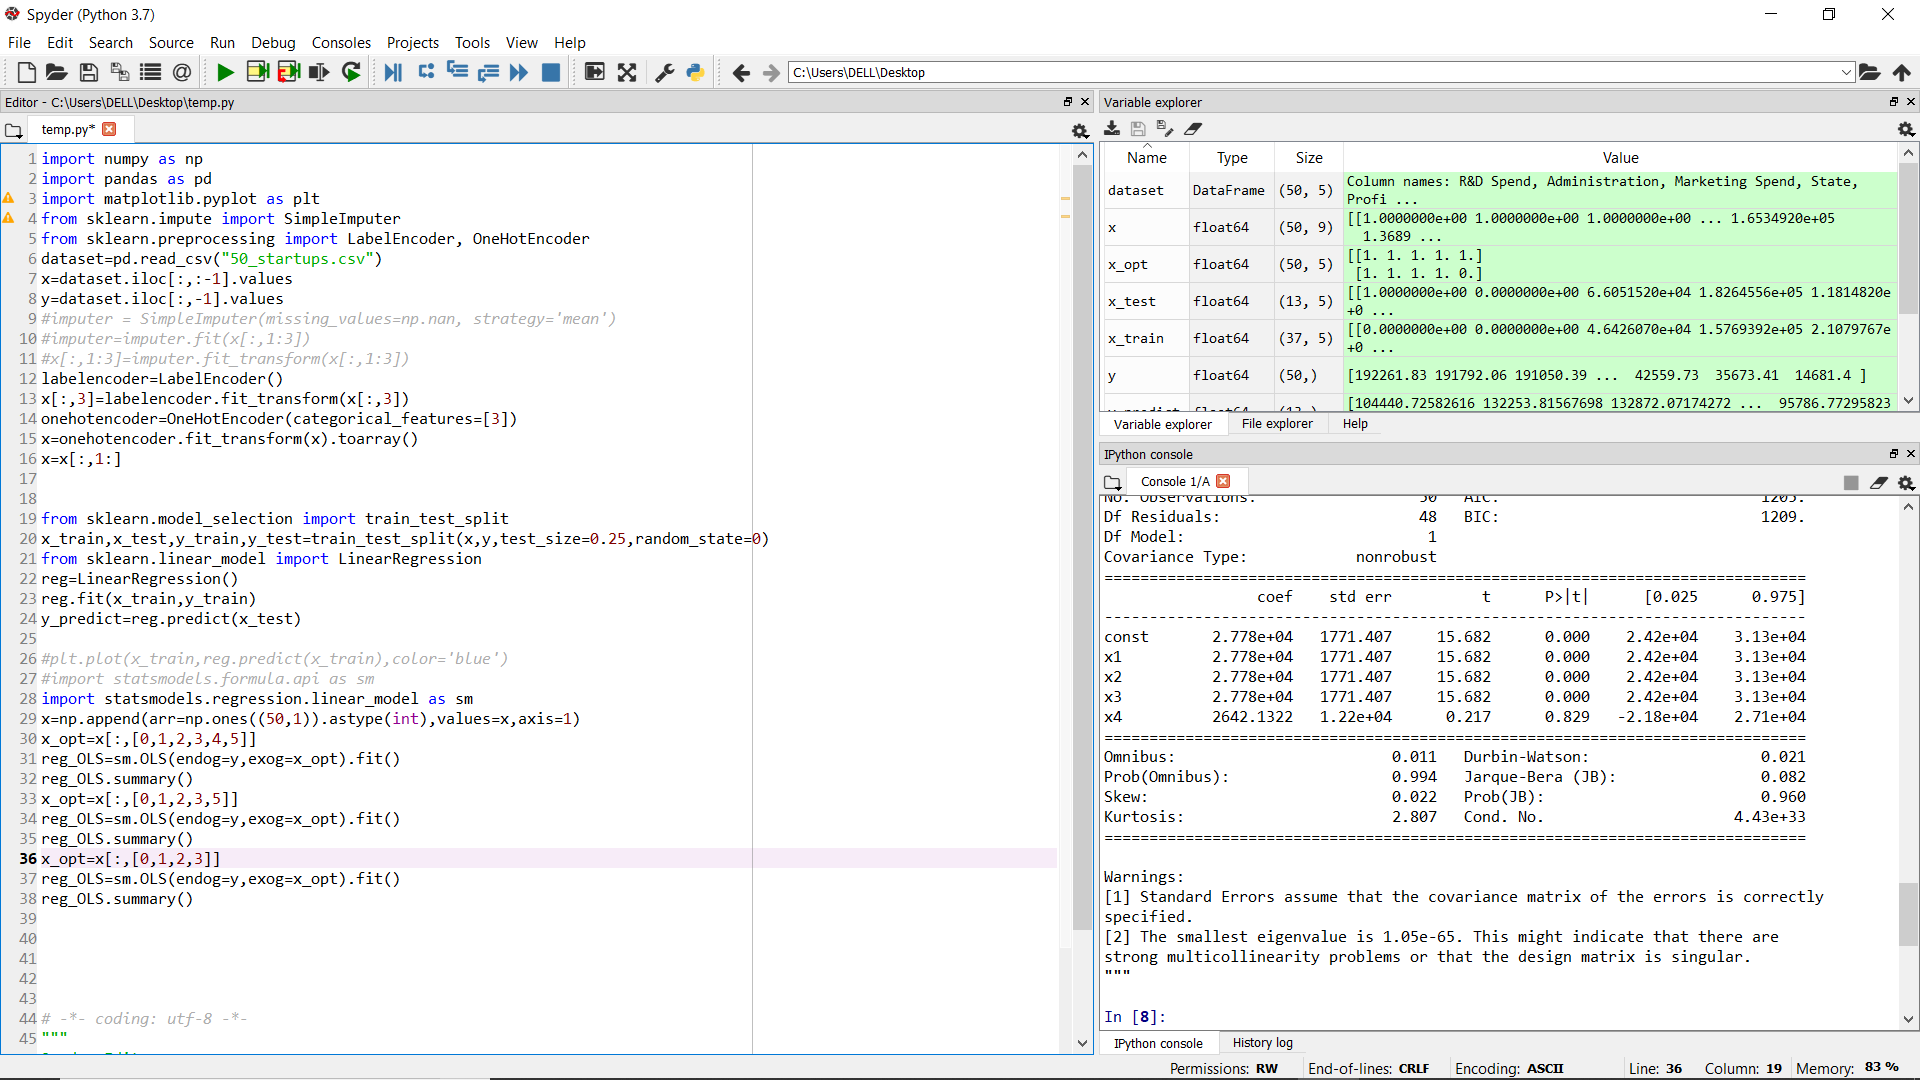 Spyder (Python 3.7)
File Edit Search Source Run Debug Consoles Projects Tools View Help
C:\Users\DELL\Desktop
Editor - C:\Users\DELL\Desktop\temp.py
temp.py*
1 import numpy as np
2 import pandas as pd
3 import matplotlib.pyplot as plt
4 from sklearn.impute import SimpleImputer
5 from sklearn.preprocessing import LabelEncoder, OneHotEncoder
6 dataset=pd.read_csv("50_startups.csv")
7 x=dataset.iloc[:,:-1].values
8 y=dataset.iloc[:,-1].values
9 #imputer = SimpleImputer(missing_values=np.nan, strategy='mean')
10 #imputer=imputer.fit(x[:,1:3])
11 #x[:,1:3]=imputer.fit_transform(x[:,1:3])
12 labelencoder=LabelEncoder()
13 x[:,3]=labelencoder.fit_transform(x[:,3])
14 onehotencoder=OneHotEncoder(categorical_features=[3])
15 x=onehotencoder.fit_transform(x).toarray()
16 x=x[:,1:]
17
18
19 from sklearn.model_selection import train_test_split
20 x_train,x_test,y_train,y_test=train_test_split(x,y,test_size=0.25,random_state=0)
21 from sklearn.linear_model import LinearRegression
22 reg=LinearRegression()
23 reg.fit(x_train,y_train)
24 y_predict=reg.predict(x_test)
25
26 #plt.plot(x_train,reg.predict(x_train),color='blue')
27 #import statsmodels.formula.api as sm
28 import statsmodels.regression.linear_model as sm
29 x=np.append(arr=np.ones((50,1)).astype(int),values=x,axis=1)
30 x_opt=x[:,[0,1,2,3,4,5]]
31 reg_OLS=sm.OLS(endog=y,exog=x_opt).fit()
32 reg_OLS.summary()
33 x_opt=x[:,[0,1,2,3,5]]
34 reg_OLS=sm.OLS(endog=y,exog=x_opt).fit()
35 reg_OLS.summary()
36 x_opt=x[:,[0,1,2,3]]
37 reg_OLS=sm.OLS(endog=y,exog=x_opt).fit()
38 reg_OLS.summary()
39
40
41
42
43
44 # -*- coding: utf-8 -*-
45 """
Variable explorer
Name Type Size Value
dataset DataFrame (50, 5) Column names: R&D Spend, Administration, Marketing Spend, State,
Profi ...
x float64 (50, 9) [[1.0000000e+00 1.0000000e+00 1.0000000e+00 ... 1.6534920e+05
1.3689 ...
x_opt float64 (50, 5) [[1. 1. 1. 1. 1.]
[1. 1. 1. 1. 0.]
x_test float64 (13, 5) [[1.0000000e+00 0.0000000e+00 6.6051520e+04 1.8264556e+05 1.1814820e
+0 ...
x_train float64 (37, 5) [[0.0000000e+00 0.0000000e+00 4.6426070e+04 1.5769392e+05 2.1079767e
+0 ...
y float64 (50,) [192261.83 191792.06 191050.39 ... 42559.73 35673.41 14681.4 ]
y_predict float64 (13,) [104440.72582616 132253.81567698 132872.07174272 ... 95786.77295823
Variable explorer File explorer Help
IPython console
Console 1/A
No. Observations: 50 AIC: 1205.
Df Residuals: 48 BIC: 1209.
Df Model: 1
Covariance Type: nonrobust
==============================================================================
coef std err t P>|t| [0.025 0.975]
------------------------------------------------------------------------------
const 2.778e+04 1771.407 15.682 0.000 2.42e+04 3.13e+04
x1 2.778e+04 1771.407 15.682 0.000 2.42e+04 3.13e+04
x2 2.778e+04 1771.407 15.682 0.000 2.42e+04 3.13e+04
x3 2.778e+04 1771.407 15.682 0.000 2.42e+04 3.13e+04
x4 2642.1322 1.22e+04 0.217 0.829 -2.18e+04 2.71e+04
==============================================================================
Omnibus: 0.011 Durbin-Watson: 0.021
Prob(Omnibus): 0.994 Jarque-Bera (JB): 0.082
Skew: 0.022 Prob(JB): 0.960
Kurtosis: 2.807 Cond. No. 4.43e+33
==============================================================================
Warnings:
[1] Standard Errors assume that the covariance matrix of the errors is correctly
specified.
[2] The smallest eigenvalue is 1.05e-65. This might indicate that there are
strong multicollinearity problems or that the design matrix is singular.
"""
In [8]:
IPython console History log
Permissions: RW End-of-lines: CRLF Encoding: ASCII Line: 36 Column: 19 Memory: 83 %